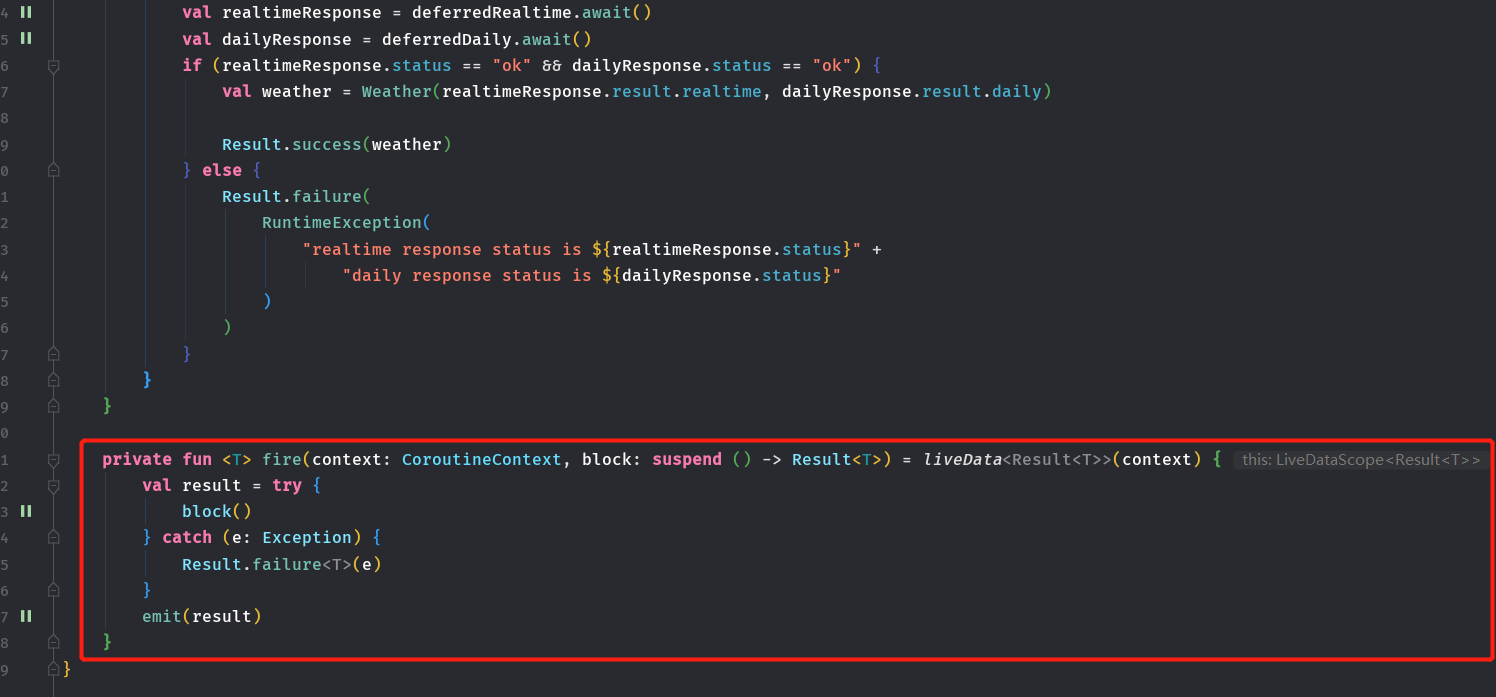 4 val realtimeResponse = deferredRealtime.await()
5 val dailyResponse = deferredDaily.await()
6 if (realtimeResponse.status == "ok" && dailyResponse.status == "ok") {
7 val weather = Weather(realtimeResponse.result.realtime, dailyResponse.result.daily)
8
9 Result.success(weather)
0 } else {
1 Result.failure(
2 RuntimeException(
3 "realtime response status is ${realtimeResponse.status}" +
4 "daily response status is ${dailyResponse.status}"
5 )
6 )
7 }
8 }
9 }
0
1 private fun <T> fire(context: CoroutineContext, block: suspend () -> Result<T>) = liveData<Result<T>>(context) { this: LiveDataScope<Result<T>>
2 val result = try {
3 block()
4 } catch (e: Exception) {
5 Result.failure<T>(e)
6 }
7 emit(result)
8 }
9 }